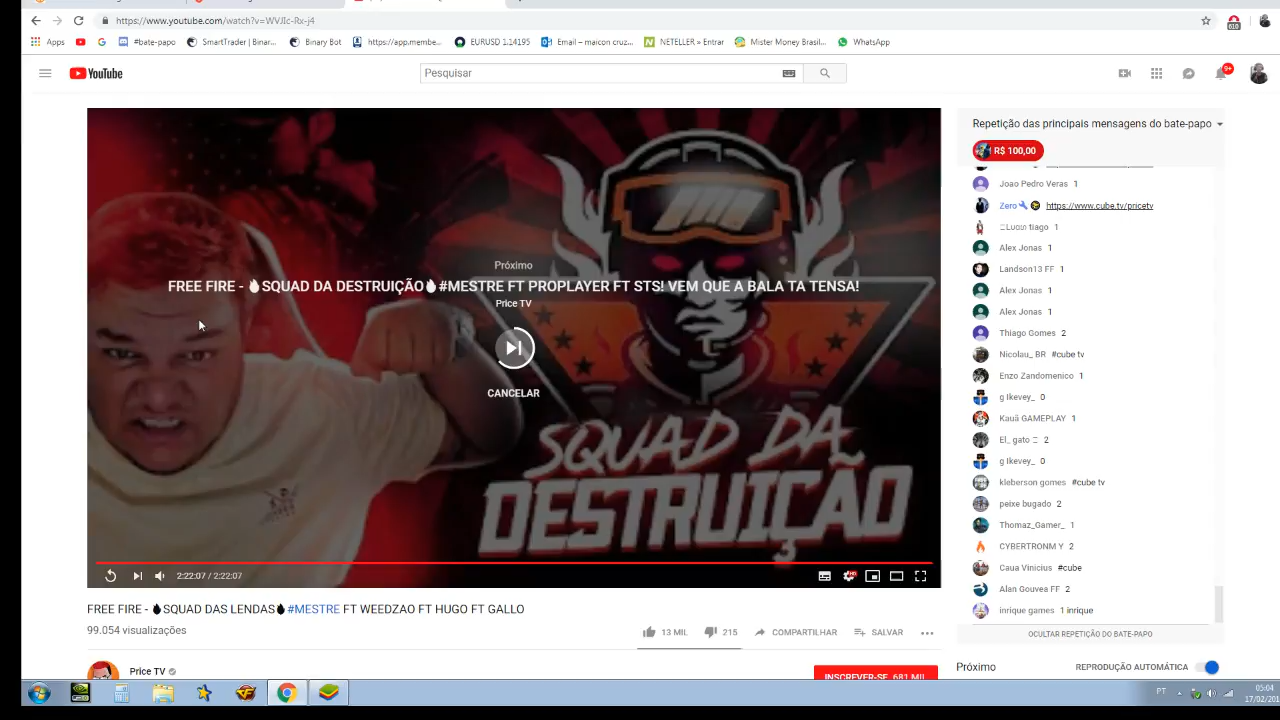 https://www.youtube.com/watch?v=WVJIc-Rx-j4
Apps
#bate-papo
SmartTrader | Binar...
Binary Bot
https://app.membe...
EURUSD 1.14195
Email – maicon cruz...
NETELLER » Entrar
Mister Money Brasil...
WhatsApp
YouTube
Pesquisar
9+
Próximo
FREE FIRE - SQUAD DA DESTRUIÇÃO #MESTRE FT PROPLAYER FT STS! VEM QUE A BALA TA TENSA!
Price TV
CANCELAR
SQUAD DA
DESTRUIÇÃO
2:22:07 / 2:22:07
FREE FIRE - SQUAD DAS LENDAS #MESTRE FT WEEDZAO FT HUGO FT GALLO
99.054 visualizações
13 MIL
215
COMPARTILHAR
SALVAR
Price TV
INSCREVER-SE 681 MIL
Repetição das principais mensagens do bate-papo
R$ 100,00
Joao Pedro Veras 1
Zero https://www.cube.tv/pricetv
tiago 1
Alex Jonas 1
Landson13 FF 1
Alex Jonas 1
Alex Jonas 1
Thiago Gomes 2
Nicolau_ BR #cube tv
Enzo Zandomenico 1
g Ikevey_ 0
Kauã GAMEPLAY 1
El_ gato 2
g Ikevey_ 0
kleberson gomes #cube tv
peixe bugado 2
Thomaz_Gamer_ 1
CYBERTRONM Y 2
Caua Vinicius #cube
Alan Gouvea FF 2
inrique games 1 inrique
OCULTAR REPETIÇÃO DO BATE-PAPO
Próximo
REPRODUÇÃO AUTOMÁTICA
PT
05:04
17/02/201